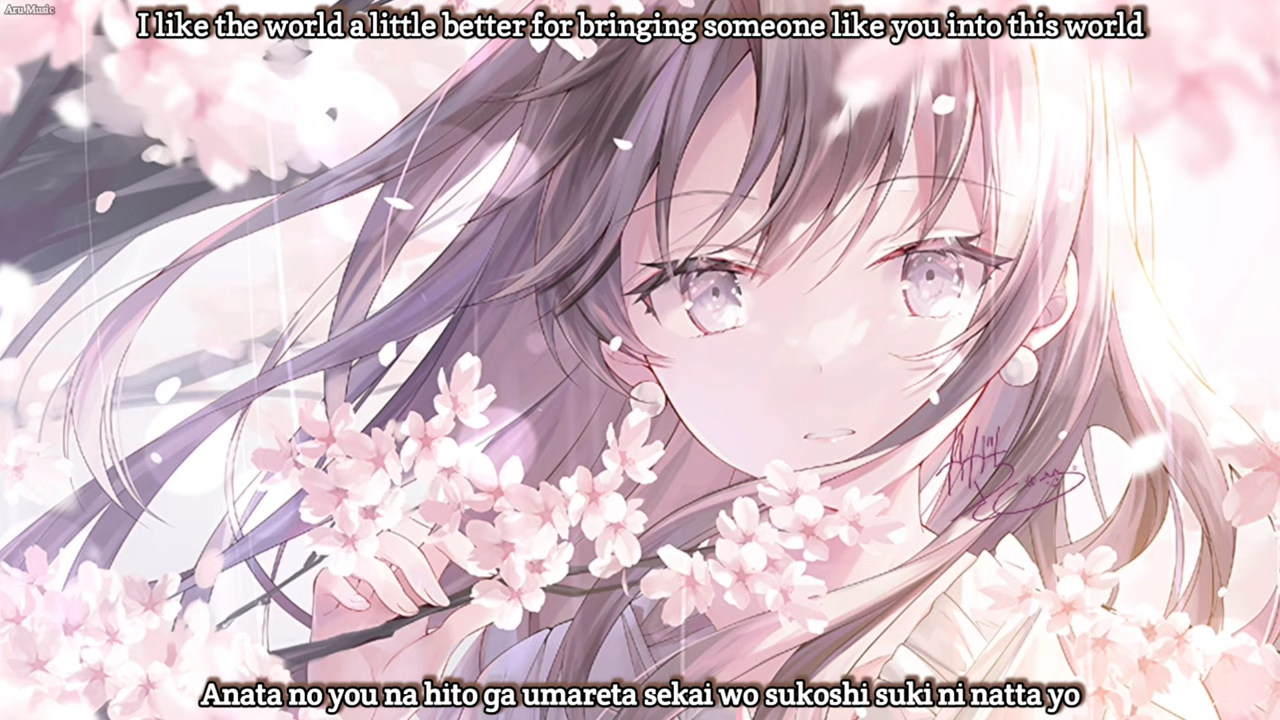 Aru Music
I like the world a little better for bringing someone like you into this world
Anata no you na hito ga umareta sekai wo sukoshi suki ni natta yo